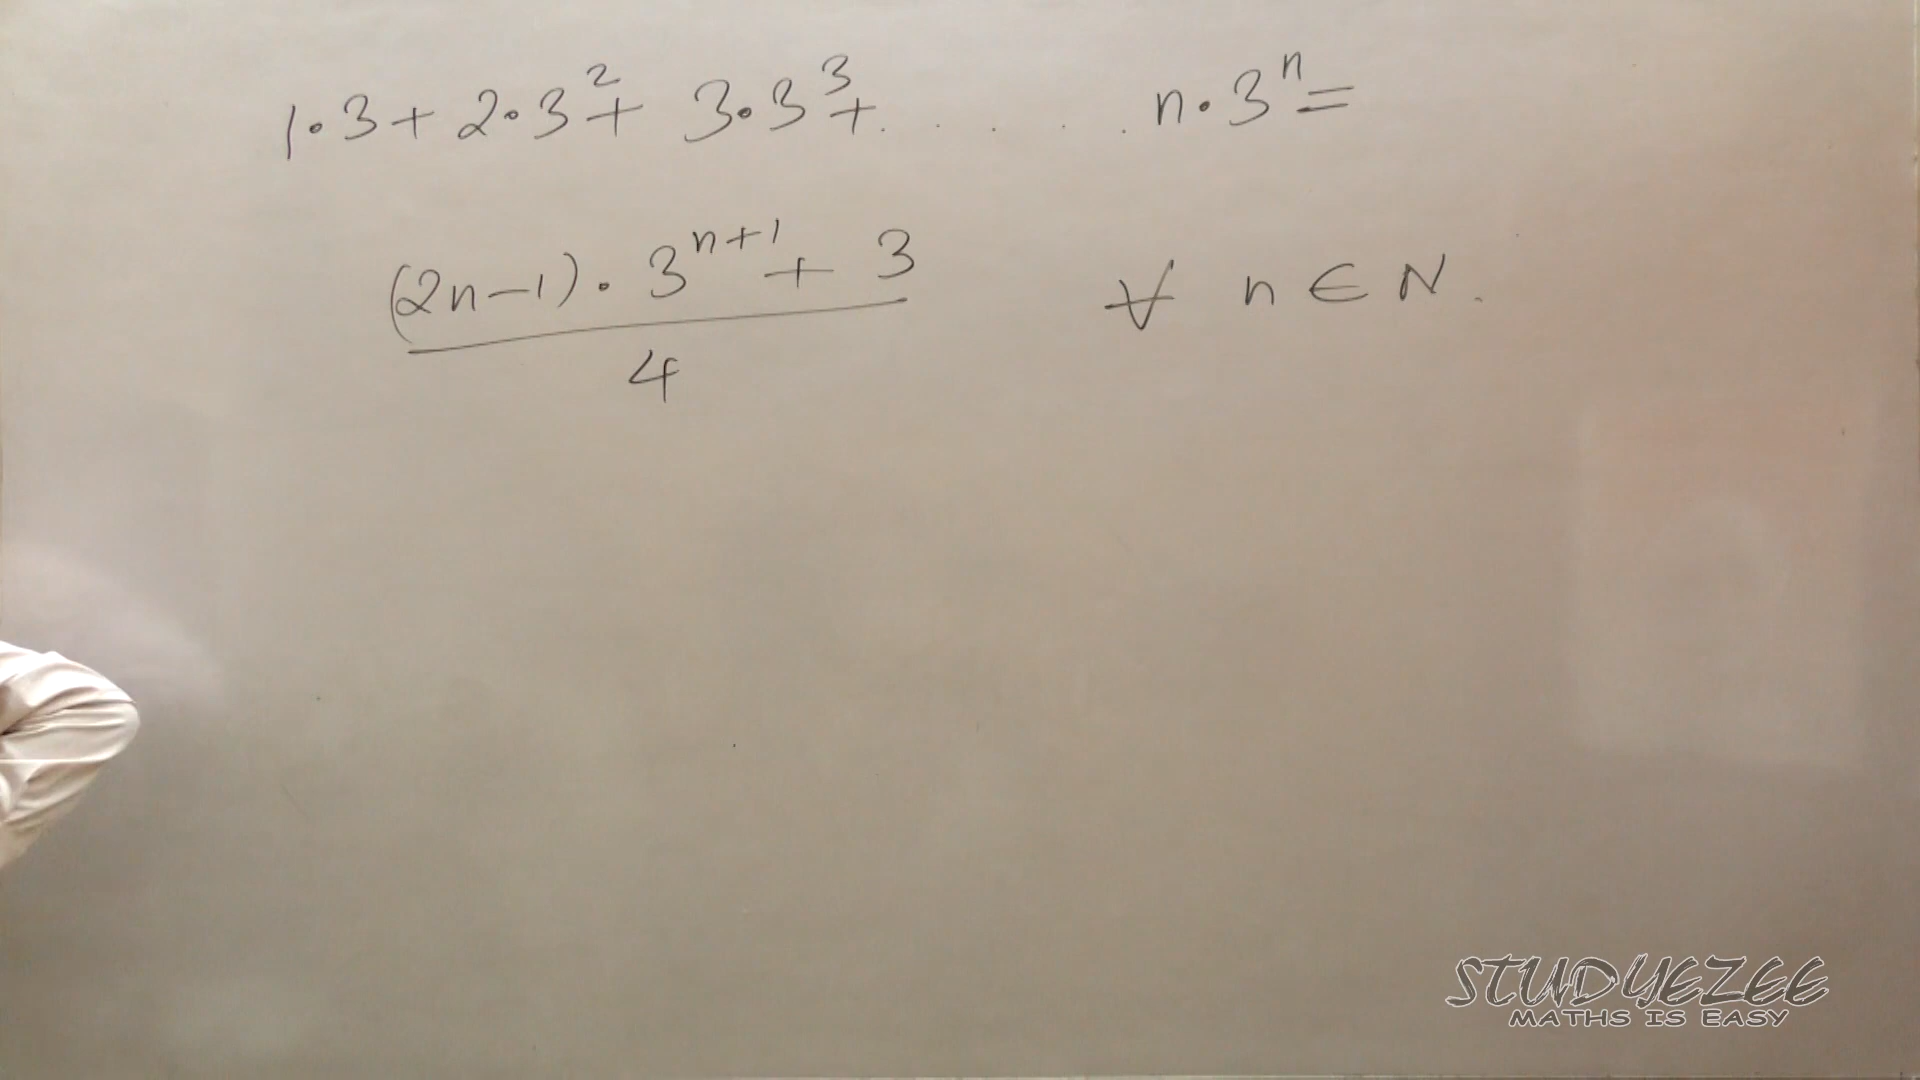 1·3 + 2·3² + 3·3³ + . . . . . . n·3ⁿ =
(2n-1)·3ⁿ⁺¹ + 3 ∀ n ∈ N.
4
STUDYEZEE
MATHS IS EASY